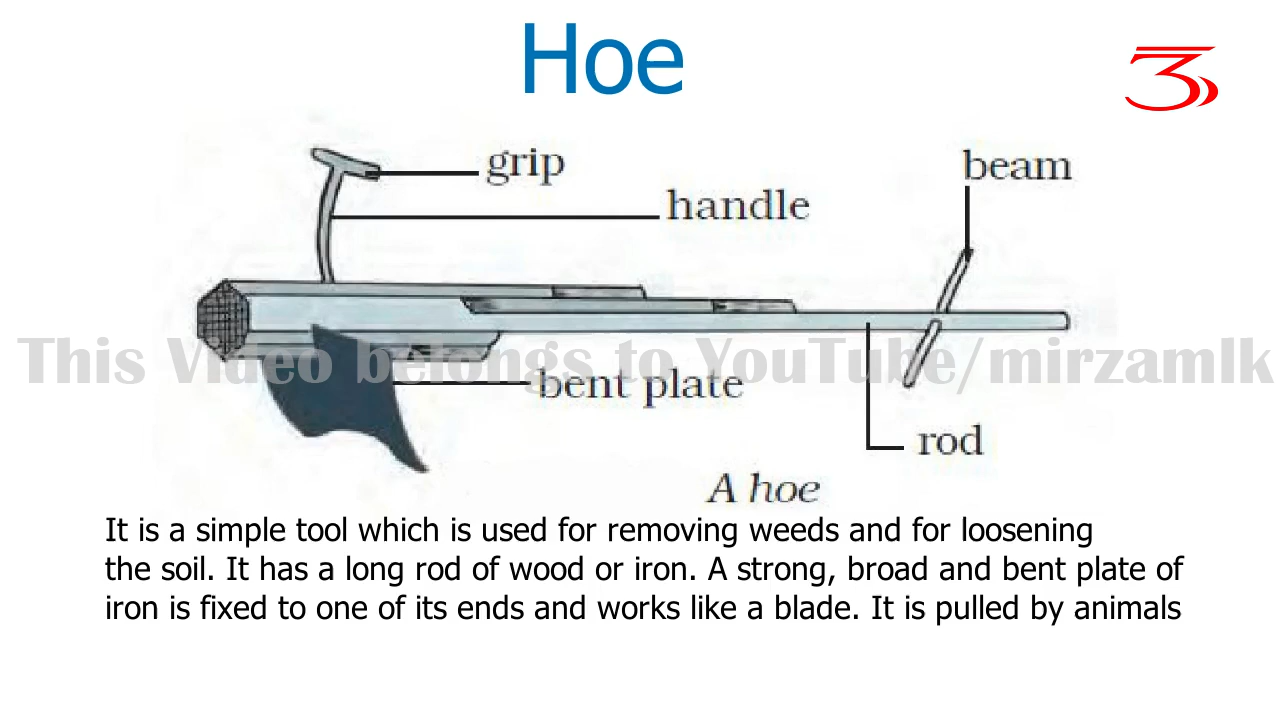 Hoe
grip
beam
handle
This Video belongs to YouTube/mirzamlk
bent plate
rod
A hoe
It is a simple tool which is used for removing weeds and for loosening
the soil. It has a long rod of wood or iron. A strong, broad and bent plate of
iron is fixed to one of its ends and works like a blade. It is pulled by animals